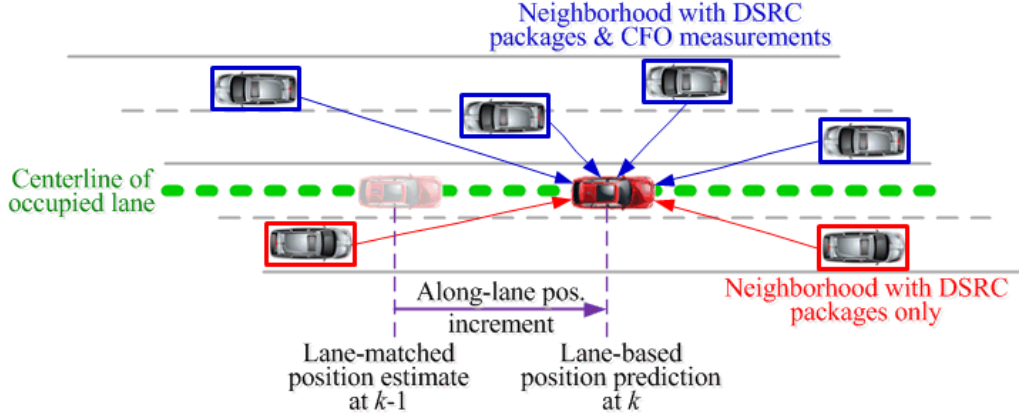 Neighborhood with DSRC
packages & CFO measurements
Centerline of
occupied lane
Neighborhood with DSRC
packages only
Along-lane pos.
increment
Lane-matched
position estimate
at k-1
Lane-based
position prediction
at k